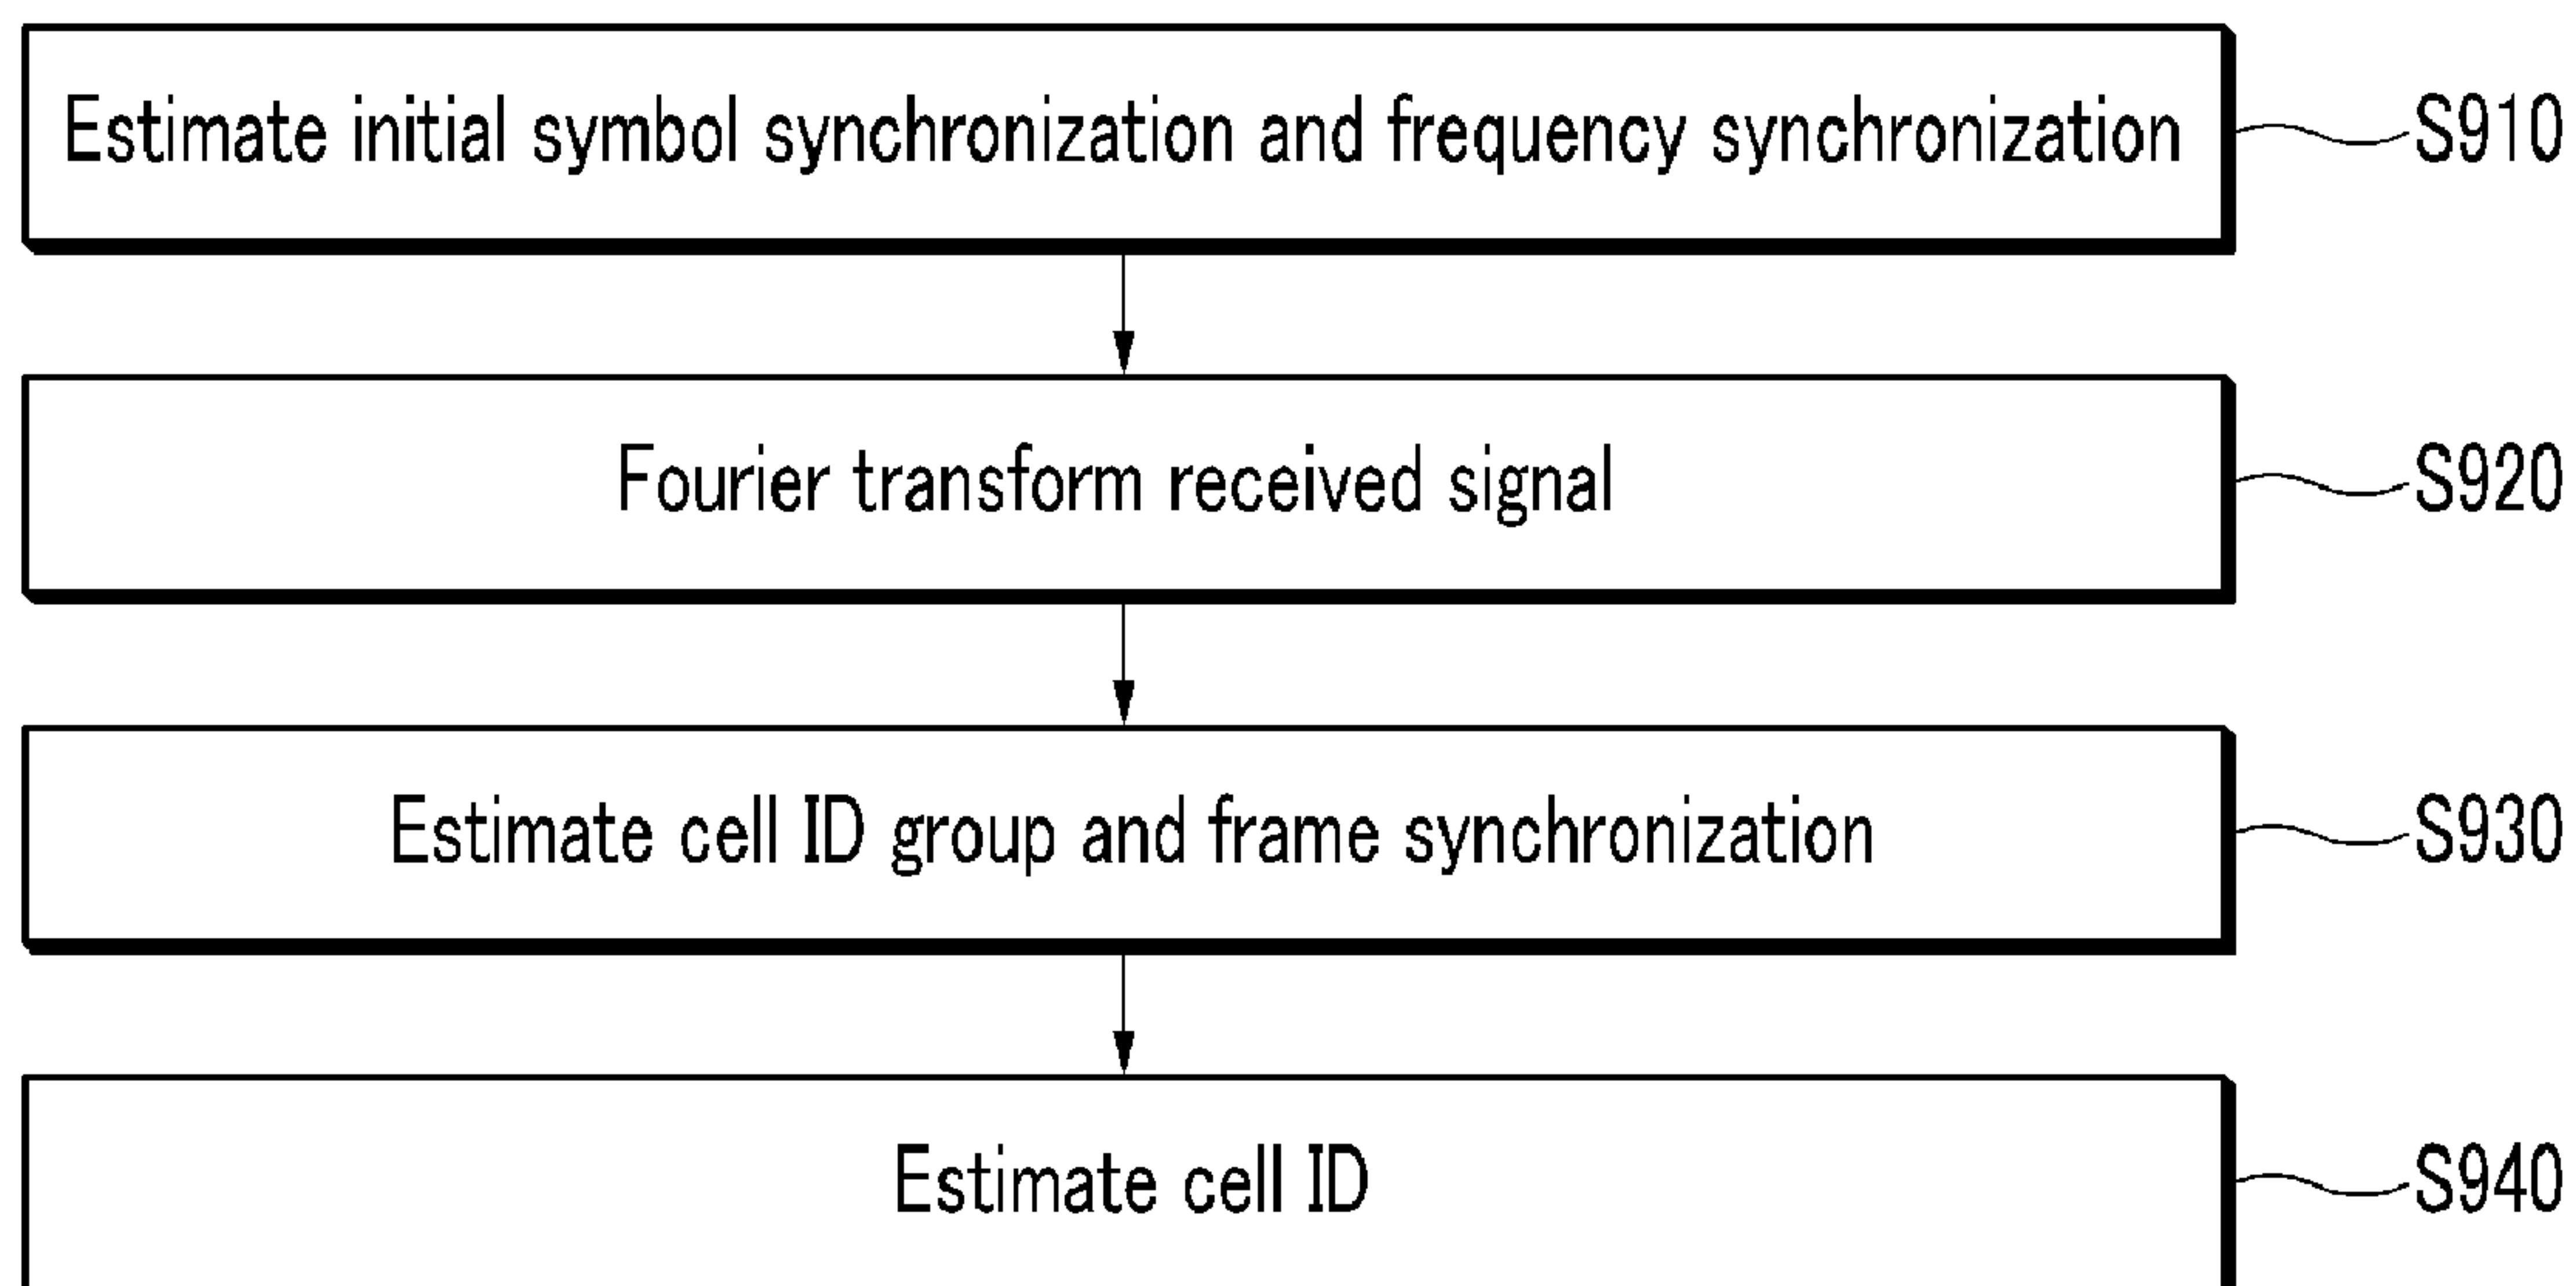 Estimate initial symbol synchronization and frequency synchronization
S910
Fourier transform received signal
S920
Estimate cell ID group and frame synchronization
S930
Estimate cell ID
S940